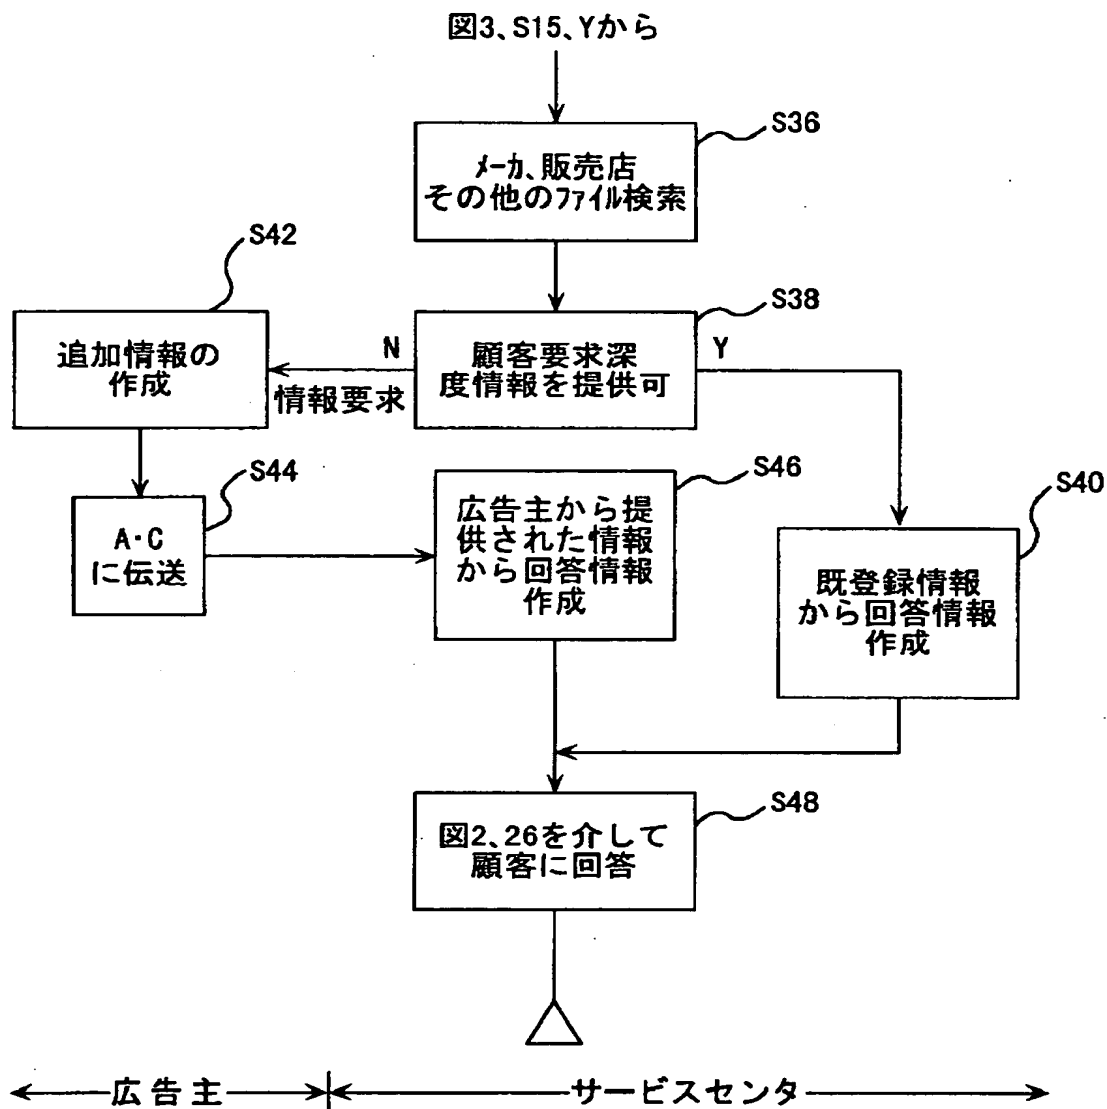 図3、S15、Yから
S36
メーカ、販売店
その他のファイル検索
S42
S38
追加情報の
作成
N
情報要求
顧客要求深
度情報を提供可
Y
S44
A・C
に伝送
S46
広告主から提
供された情報
から回答情報
作成
S40
既登録情報
から回答情報
作成
S48
図2、26を介して
顧客に回答
広告主
サービスセンタ